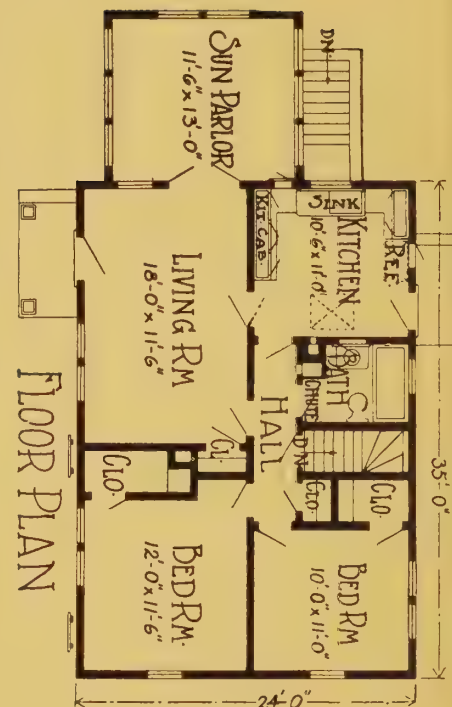 SUN PARLOR
11'-6" x 13'-0"
DN.
KIT. CAB.
SINK
KITCHEN
10'-6" x 11'-0"
REF.
LIVING RM
18'-0" x 11'-6"
BATH
CHUTE
HALL
DN
CL.
CLO.
CLO.
CLO.
BED RM.
12'-0" x 11'-6"
BED RM
10'-0" x 11'-0"
35'-0"
24'-0"
FLOOR PLAN